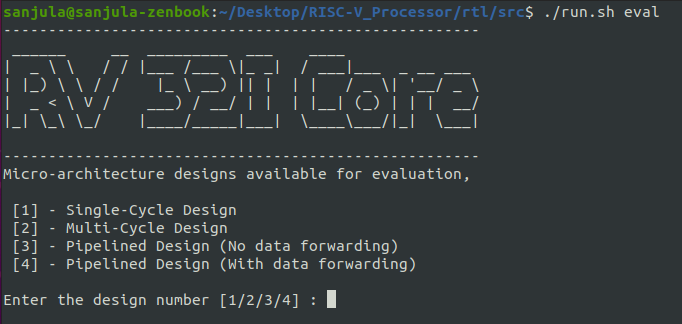 sanjula@sanjula-zenbook:~/Desktop/RISC-V_Processor/rtl/src$ ./run.sh eval
----------------------------------------------------
RV 32I Core
----------------------------------------------------
Micro-architecture designs available for evaluation,
[1] - Single-Cycle Design
[2] - Multi-Cycle Design
[3] - Pipelined Design (No data forwarding)
[4] - Pipelined Design (With data forwarding)
Enter the design number [1/2/3/4] :